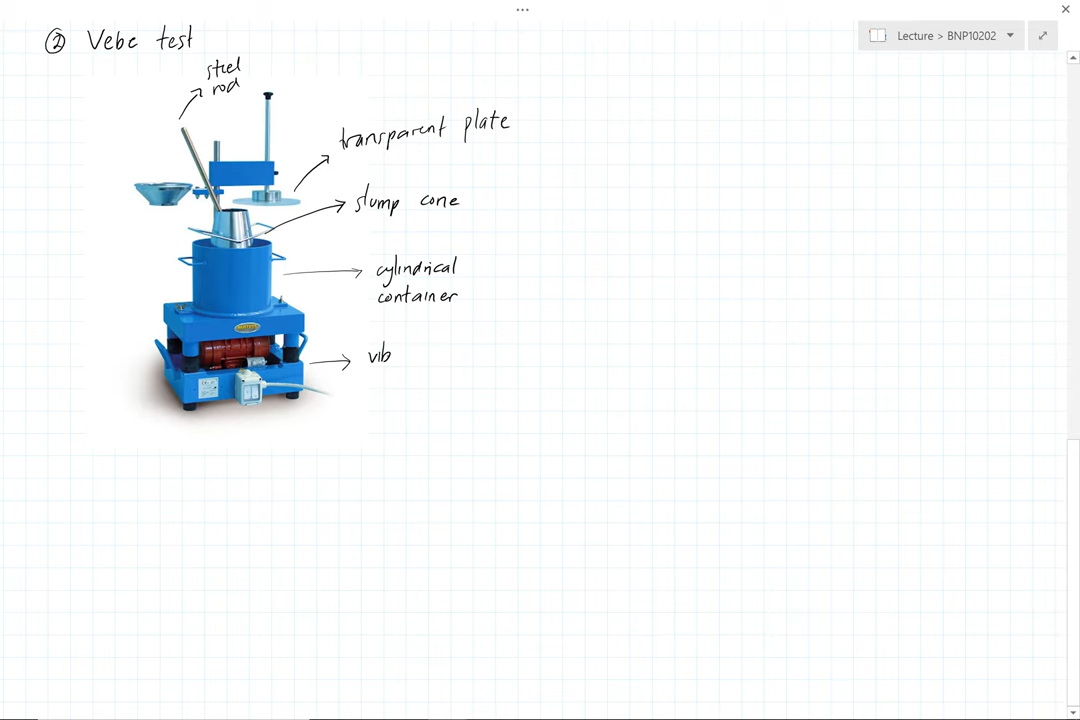 ② Vebe test
Lecture > BNP10202
steel
rod
transparent plate
slump cone
cylindrical
container
vib